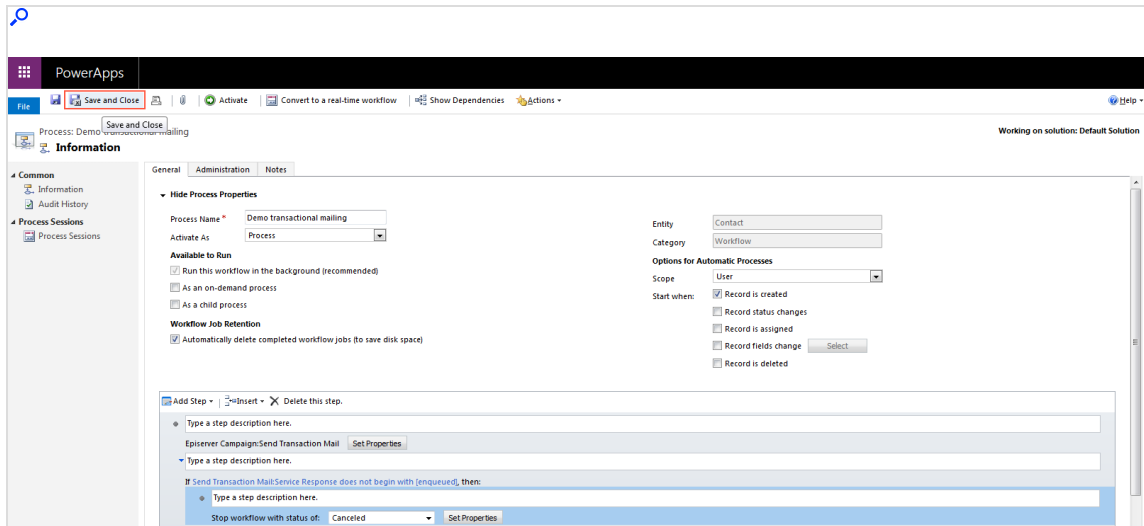 PowerApps
File Save and Close Activate Convert to a real-time workflow Show Dependencies Actions Help
Save and Close
Process: Demo transactional mailing
Information
Working on solution: Default Solution
Common
Information
Audit History
Process Sessions
Process Sessions
General Administration Notes
Hide Process Properties
Process Name * Demo transactional mailing
Activate As Process
Available to Run
Run this workflow in the background (recommended)
As an on-demand process
As a child process
Workflow Job Retention
Automatically delete completed workflow jobs (to save disk space)
Entity Contact
Category Workflow
Options for Automatic Processes
Scope User
Start when: Record is created
Record status changes
Record is assigned
Record fields change Select
Record is deleted
Add Step Insert Delete this step.
Type a step description here.
Episerver Campaign:Send Transaction Mail Set Properties
Type a step description here.
If Send Transaction Mail:Service Response does not begin with [enqueued], then:
Type a step description here.
Stop workflow with status of: Canceled Set Properties